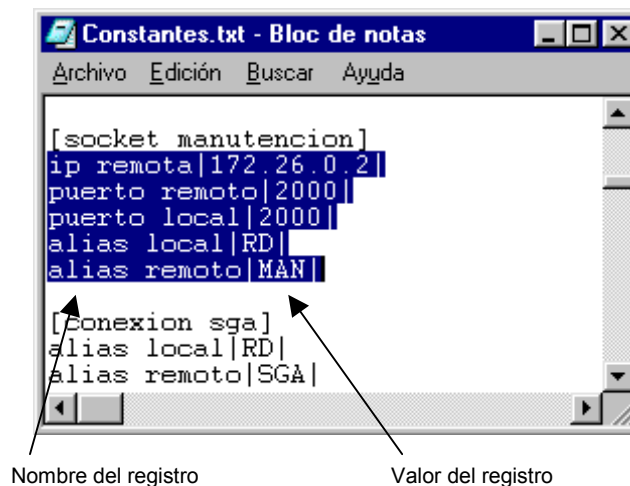 Constantes.txt - Bloc de notas
Archivo Edición Buscar Ayuda
[socket manutencion]
ip remota|172.26.0.2|
puerto remoto|2000|
puerto local|2000|
alias local|RD|
alias remoto|MAN|
[conexion sga]
alias local|RD|
alias remoto|SGA|
Nombre del registro Valor del registro